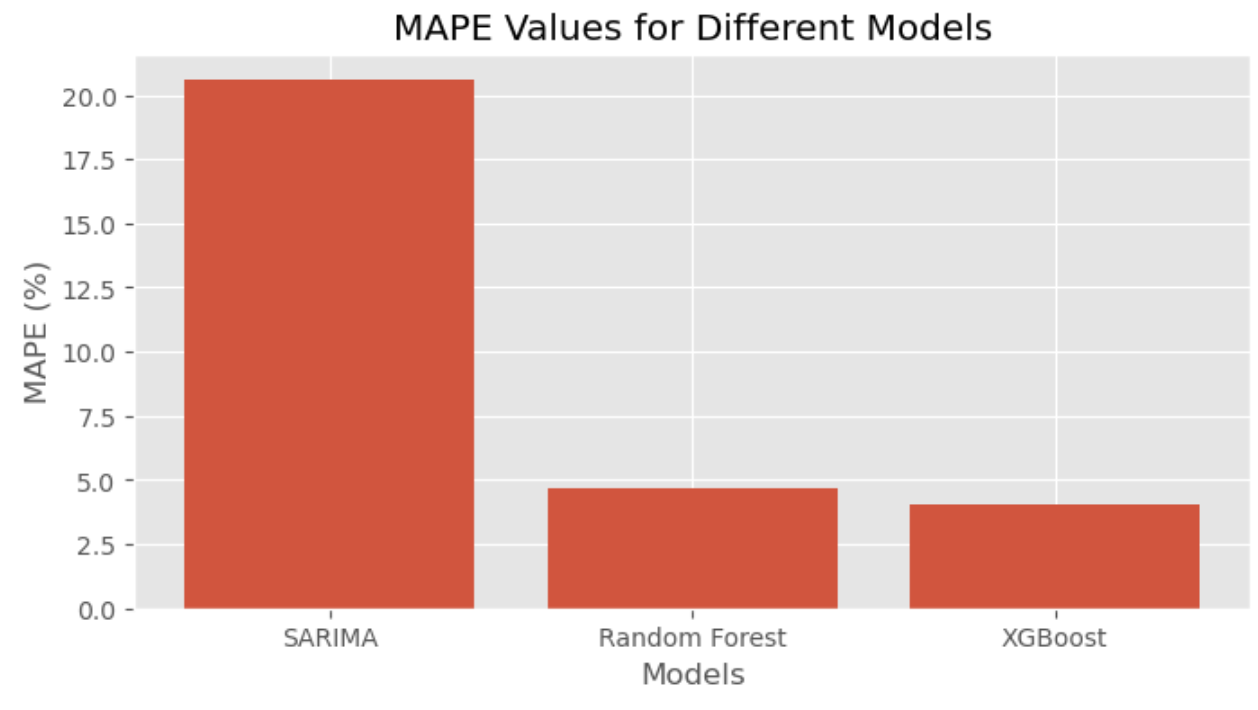 MAPE Values for Different Models
MAPE (%)
20.0
17.5
15.0
12.5
10.0
7.5
5.0
2.5
0.0
SARIMA
Random Forest
XGBoost
Models